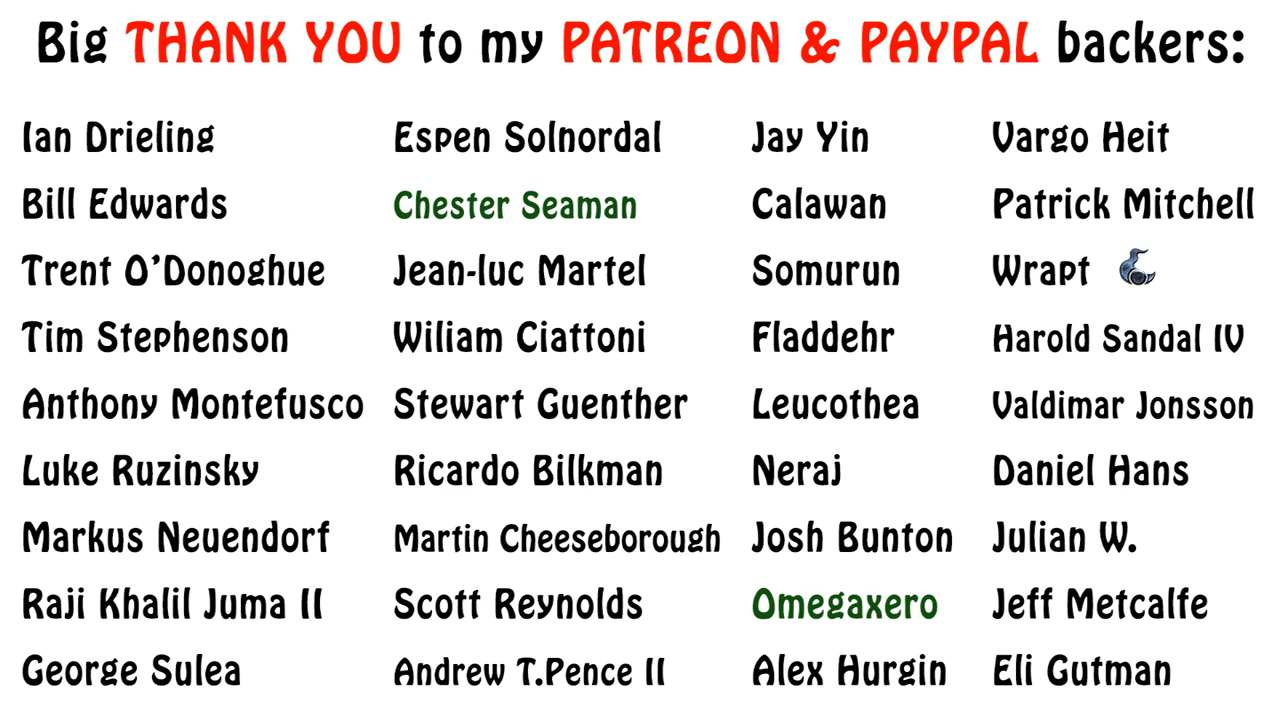 Big THANK YOU to my PATREON & PAYPAL backers:
Ian Drieling
Bill Edwards
Trent O'Donoghue
Tim Stephenson
Anthony Montefusco
Luke Ruzinsky
Markus Neuendorf
Raji Khalil Juma II
George Sulea
Espen Solnordal
Chester Seaman
Jean-luc Martel
Wiliam Ciattoni
Stewart Guenther
Ricardo Bilkman
Martin Cheeseborough
Scott Reynolds
Andrew T.Pence II
Jay Yin
Calawan
Somurun
Fladdehr
Leucothea
Neraj
Josh Bunton
Omegaxero
Alex Hurgin
Vargo Heit
Patrick Mitchell
Wrapt
Harold Sandal IV
Valdimar Jonsson
Daniel Hans
Julian W.
Jeff Metcalfe
Eli Gutman